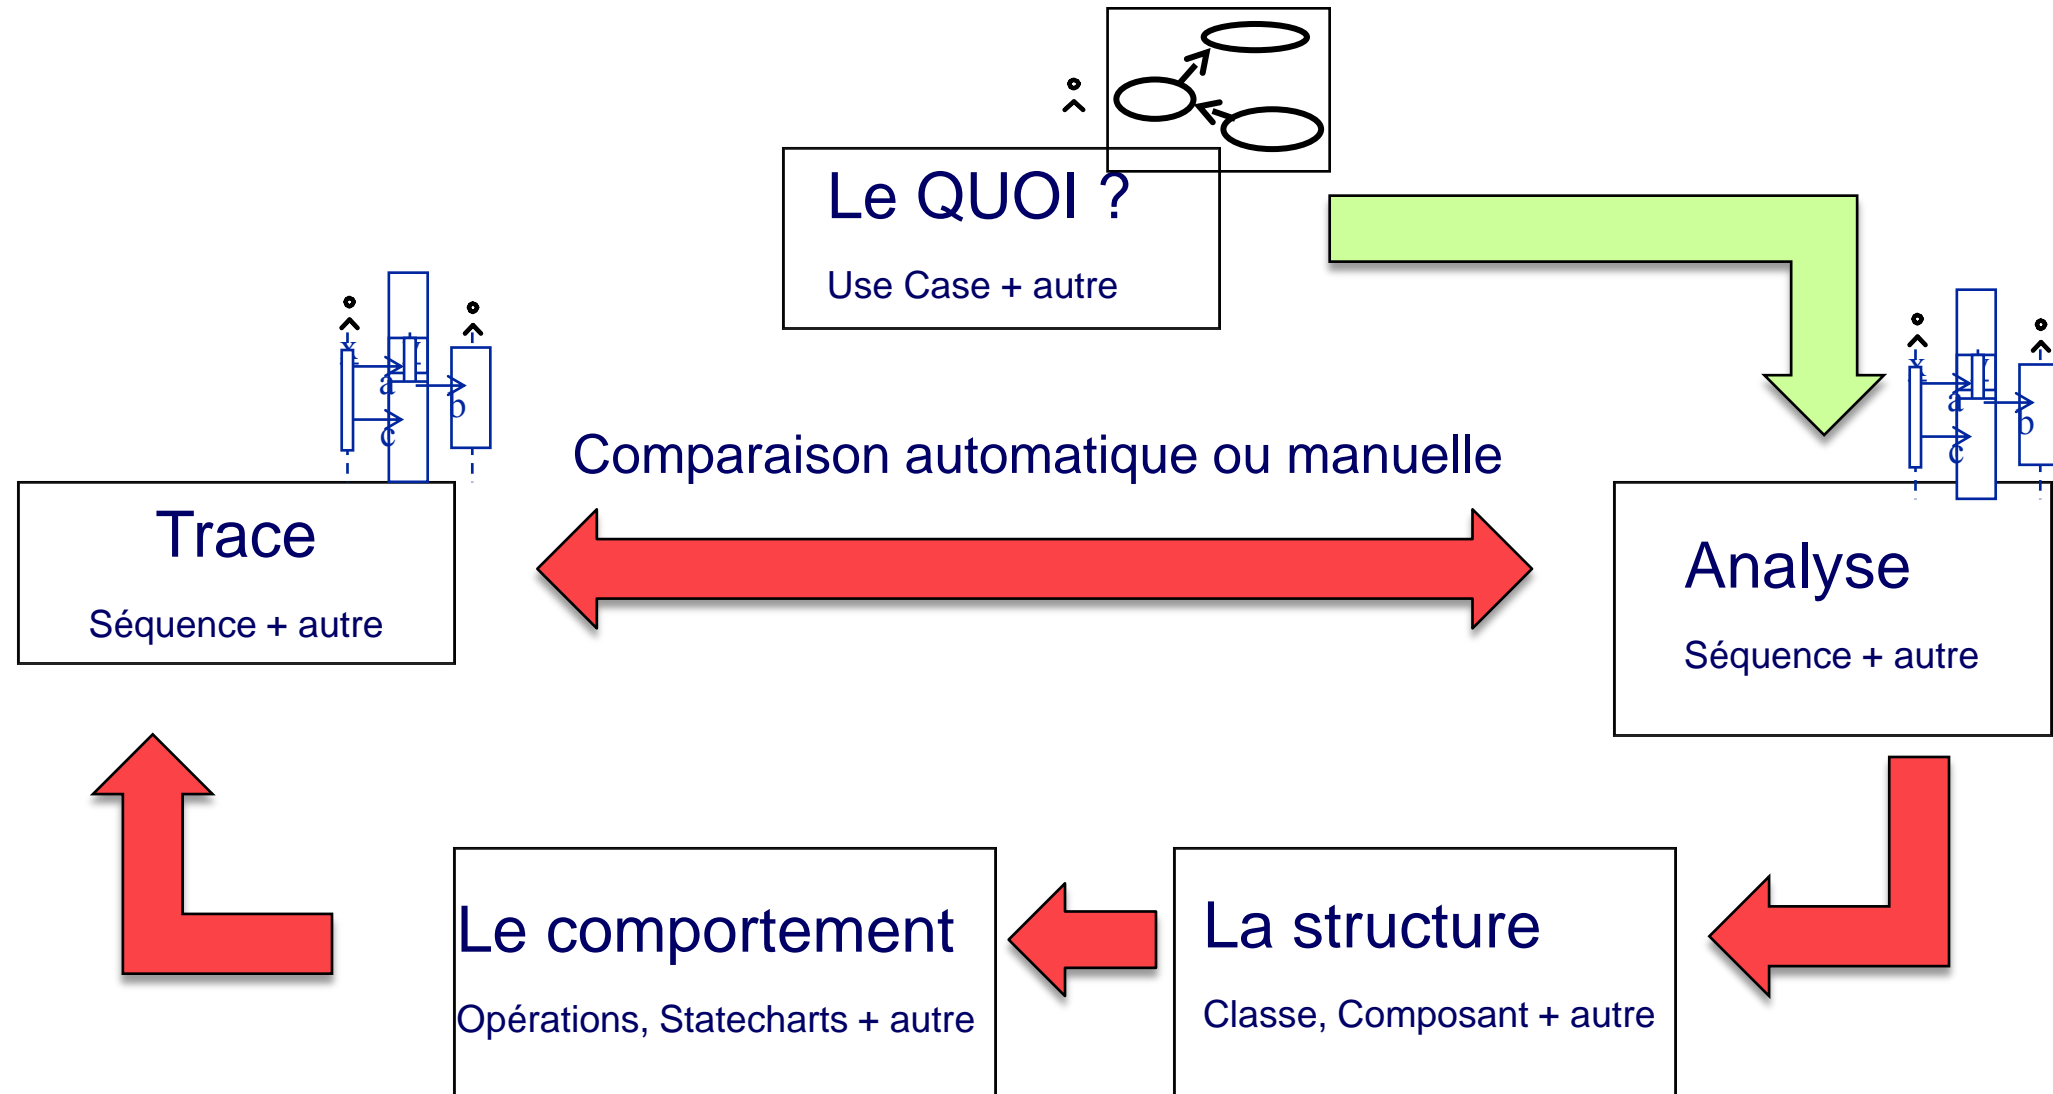 Le QUOI ?
Use Case + autre
a
b
c
a
b
c
Comparaison automatique ou manuelle
Trace
Séquence + autre
Analyse
Séquence + autre
Le comportement
Opérations, Statecharts + autre
La structure
Classe, Composant + autre